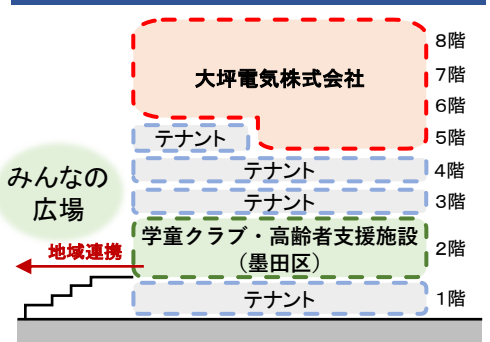 8階
大坪電気株式会社
7階
6階
テナント
5階
テナント
4階
みんなの
広場
テナント
3階
学童クラブ・高齢者支援施設
(墨田区)
2階
地域連携
テナント
1階